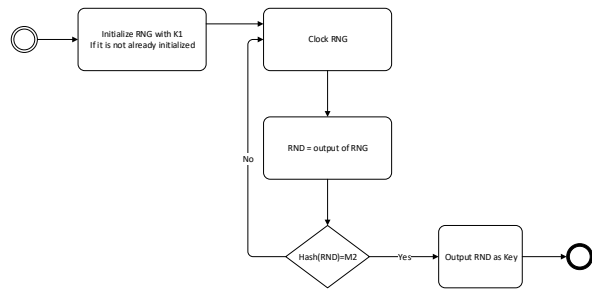 Initialize RNG with K1
If it is not already initialized
Clock RNG
RND = output of RNG
No
Hash(RND)=M2
Yes
Output RND as Key